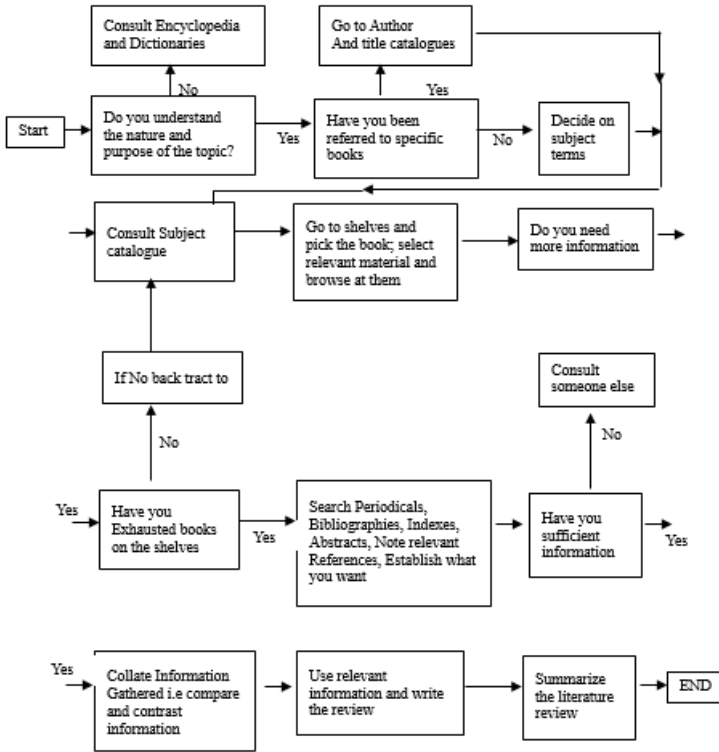 Consult Encyclopedia
and Dictionaries
Go to Author
And title catalogues
No
Yes
Start
Do you understand
the nature and
purpose of the topic?
Yes
Have you been
referred to specific
books
No
Decide on
subject
terms
Consult Subject
catalogue
Go to shelves and
pick the book; select
relevant material and
browse at them
Do you need
more information
If No back tract to
Consult
someone else
No
No
Yes
Have you
Exhausted books
on the shelves
Yes
Search Periodicals,
Bibliographies, Indexes,
Abstracts, Note relevant
References, Establish what
you want
Have you
sufficient
information
Yes
Yes
Collate Information
Gathered i.e compare
and contrast
information
Use relevant
information and write
the review
Summarize
the literature
review
END